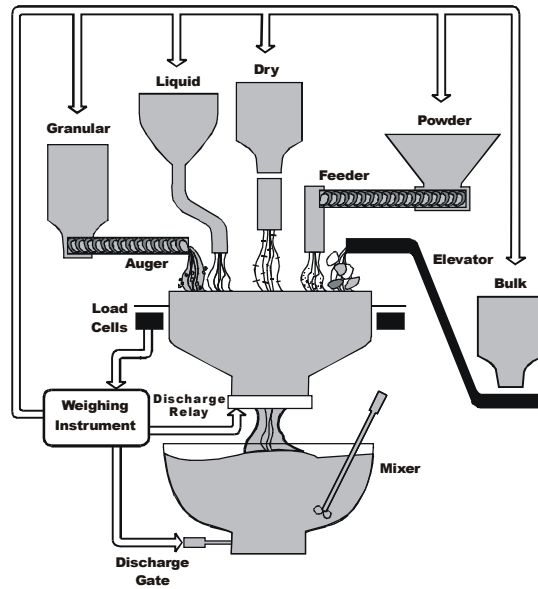 Dry
Liquid
Granular
Powder
Feeder
Auger
Elevator
Bulk
Load
Cells
Weighing
Instrument
Discharge
Relay
Mixer
Discharge
Gate